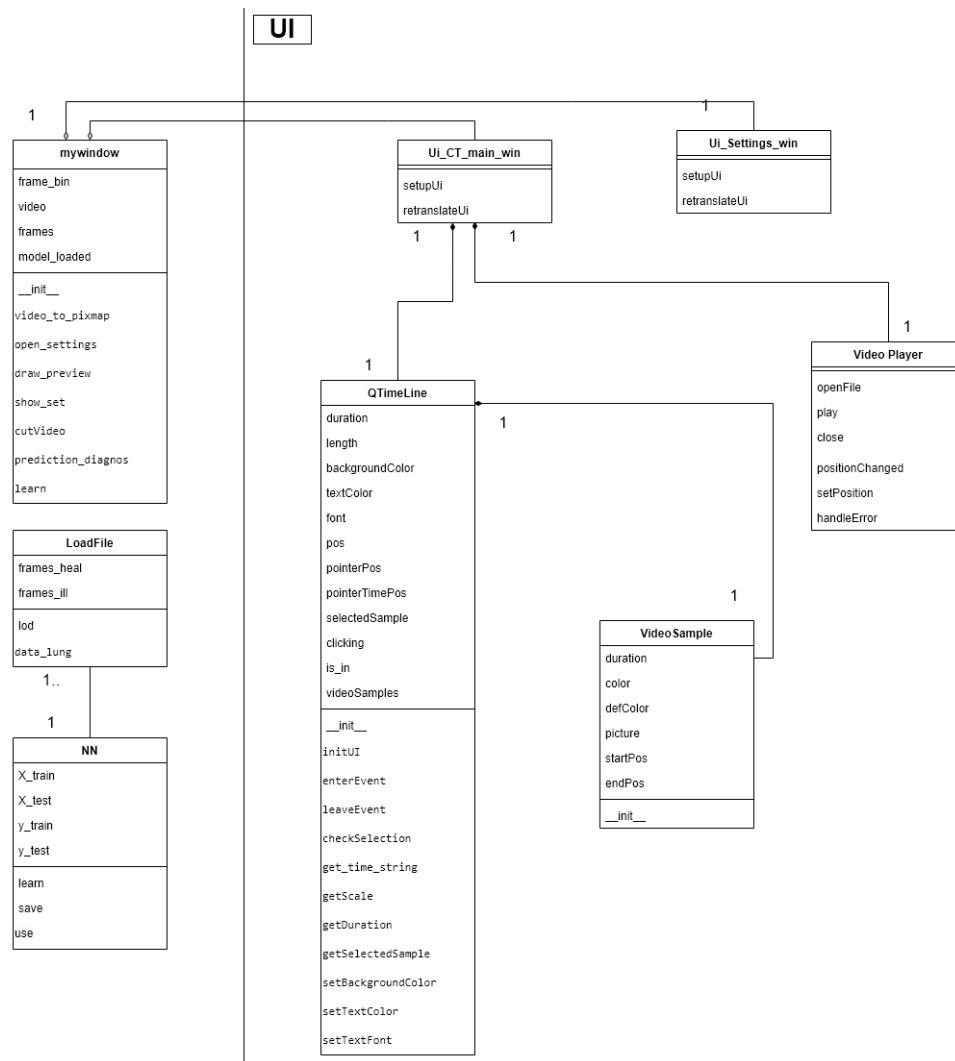 UI
1
1
mywindow
frame_bin
video
frames
model_loaded
__init__
video_to_pixmap
open_settings
draw_preview
show_set
cutVideo
prediction_diagnos
learn
Ui_CT_main_win
setupUi
retranslateUi
1
1
Ui_Settings_win
setupUi
retranslateUi
1
Video Player
openFile
play
close
positionChanged
setPosition
handleError
1
QTimeLine
duration
length
backgroundColor
textColor
font
pos
pointerPos
pointerTimePos
selectedSample
clicking
is_in
videoSamples
__init__
initUI
enterEvent
leaveEvent
checkSelection
get_time_string
getScale
getDuration
getSelectedSample
setBackgroundColor
setTextColor
setTextFont
1
1
VideoSample
duration
color
defColor
picture
startPos
endPos
__init__
LoadFile
frames_heal
frames_ill
lod
data_lung
1..
1
NN
X_train
X_test
y_train
y_test
learn
save
use